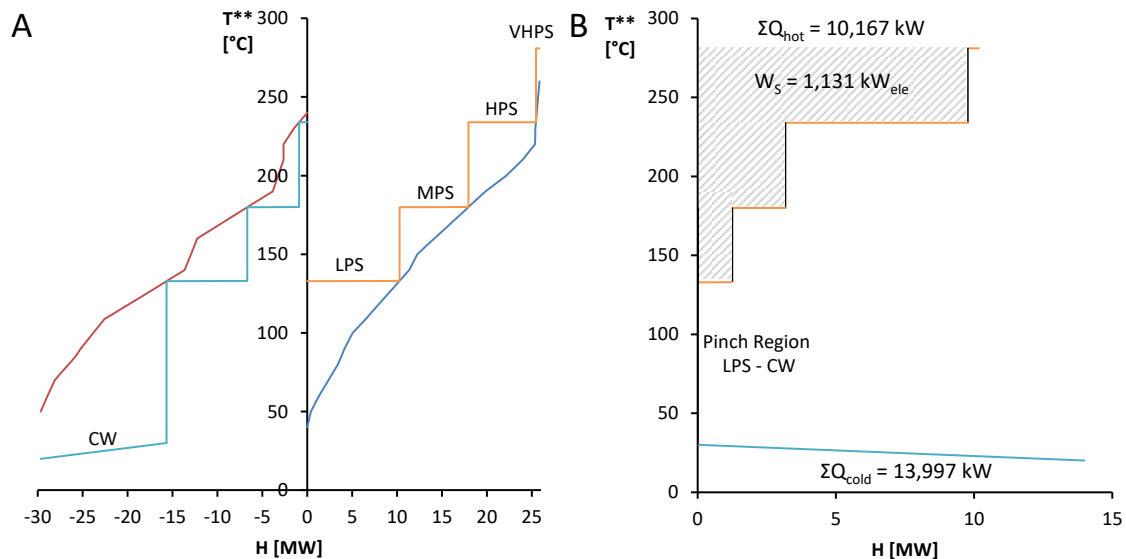 A
T**
[°C]
300
250
200
150
100
50
0
VHPS
HPS
MPS
LPS
CW
-30 -25 -20 -15 -10 -5 0 5 10 15 20 25
H [MW]
B
T**
[°C]
300
250
200
150
100
50
0
ΣQhot = 10,167 kW
WS = 1,131 kWele
Pinch Region
LPS - CW
ΣQcold = 13,997 kW
0 5 10 15
H [MW]